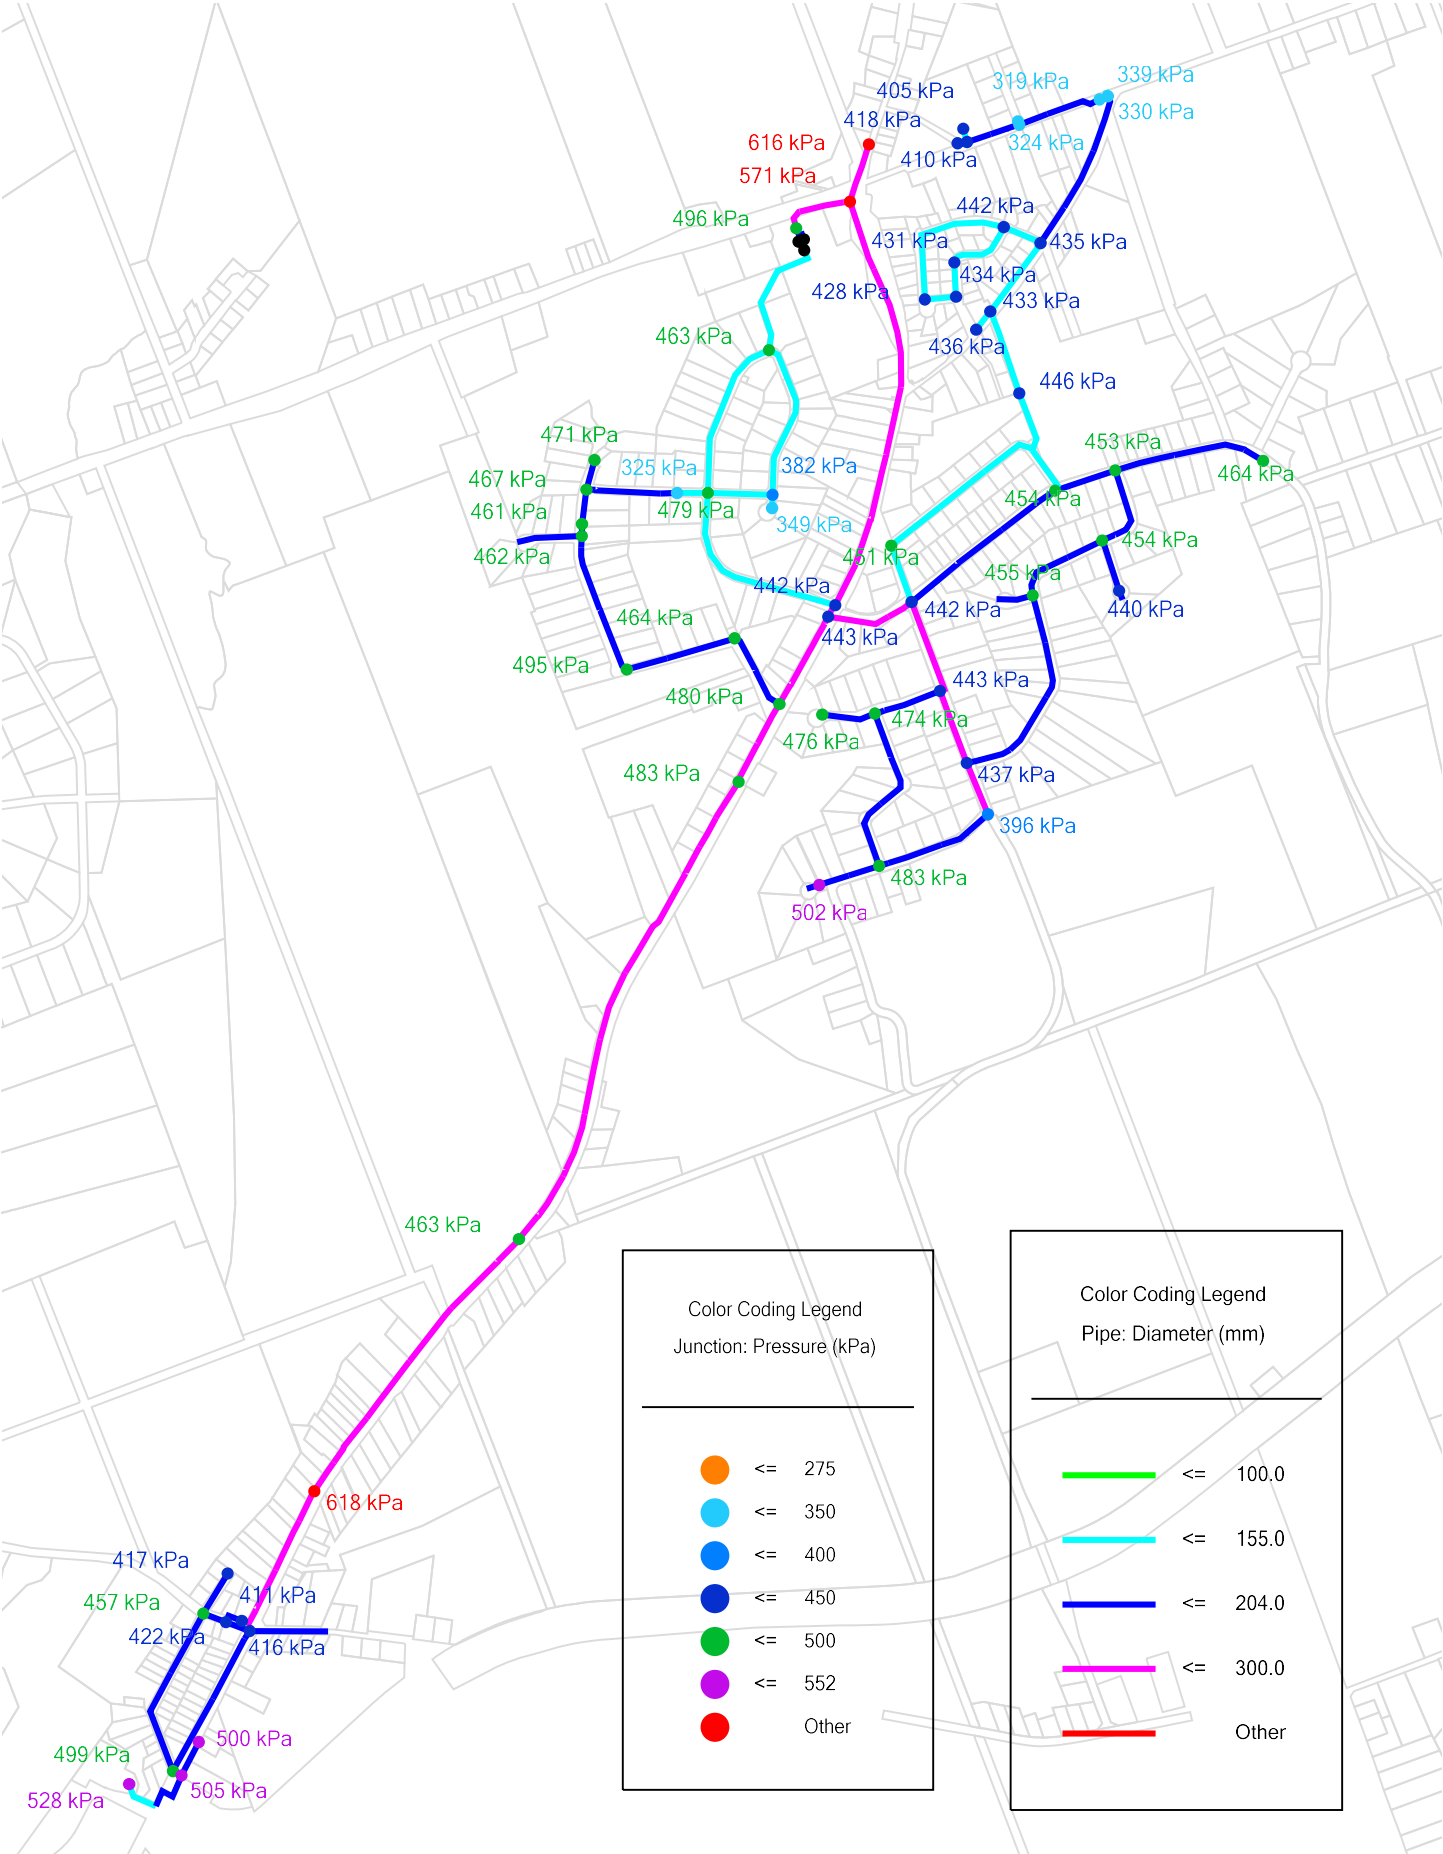 339 kPa
319 kPa
405 kPa
330 kPa
418 kPa
616 kPa
324 kPa
410 kPa
571 kPa
442 kPa
496 kPa
431 kPa
435 kPa
434 kPa
428 kPa
433 kPa
463 kPa
436 kPa
446 kPa
471 kPa
453 kPa
325 kPa
382 kPa
467 kPa
464 kPa
454 kPa
461 kPa
479 kPa
349 kPa
454 kPa
462 kPa
451 kPa
455 kPa
442 kPa
442 kPa
440 kPa
464 kPa
443 kPa
495 kPa
443 kPa
480 kPa
474 kPa
476 kPa
483 kPa
437 kPa
396 kPa
483 kPa
502 kPa
463 kPa
618 kPa
417 kPa
411 kPa
457 kPa
422 kPa
416 kPa
500 kPa
499 kPa
505 kPa
528 kPa
Color Coding Legend
Junction: Pressure (kPa)
<= 275
<= 350
<= 400
<= 450
<= 500
<= 552
Other
Color Coding Legend
Pipe: Diameter (mm)
<= 100.0
<= 155.0
<= 204.0
<= 300.0
Other